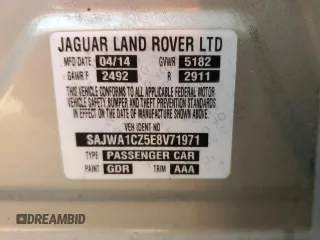 JAGUAR LAND ROVER LTD
MFD DATE 04/14 GVWR 5182
GAWR F 2492 R 2911
THIS VEHICLE CONFORMS TO ALL APPLICABLE FEDERAL MOTOR
VEHICLE SAFETY, BUMPER AND THEFT PREVENTION STANDARDS
IN EFFECT ON THE DATE OF MANUFACTURE SHOWN ABOVE.
VEH IDENT NO
SAJWA1CZ5E8V71971
TYPE PASSENGER CAR
PAINT GDR TRIM AAA
DREAMBID